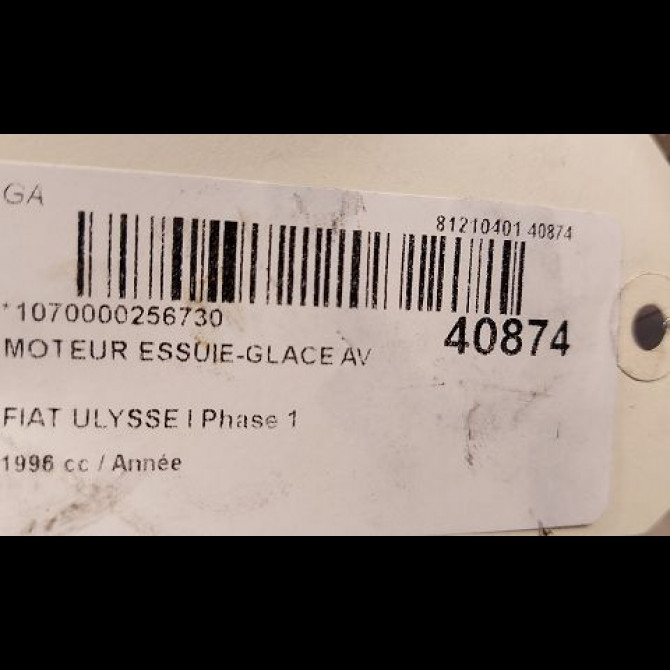 GA
81210401 40874
*1070000256730
40874
MOTEUR ESSUIE-GLACE AV
FIAT ULYSSE I Phase 1
1996 cc / Année